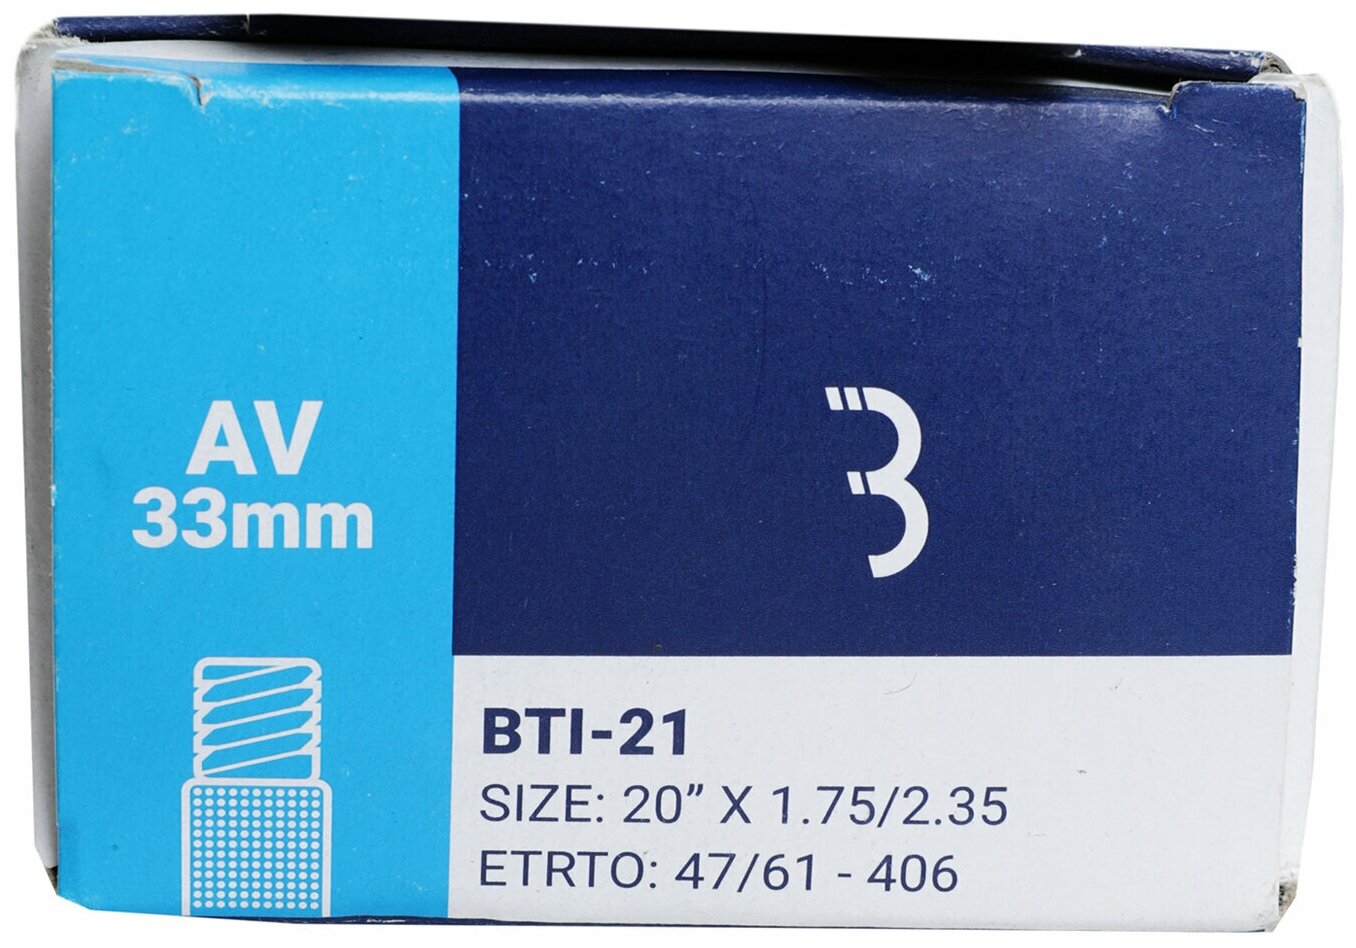 AV
33mm
BTI-21
SIZE: 20” X 1.75/2.35
ETRTO: 47/61 - 406